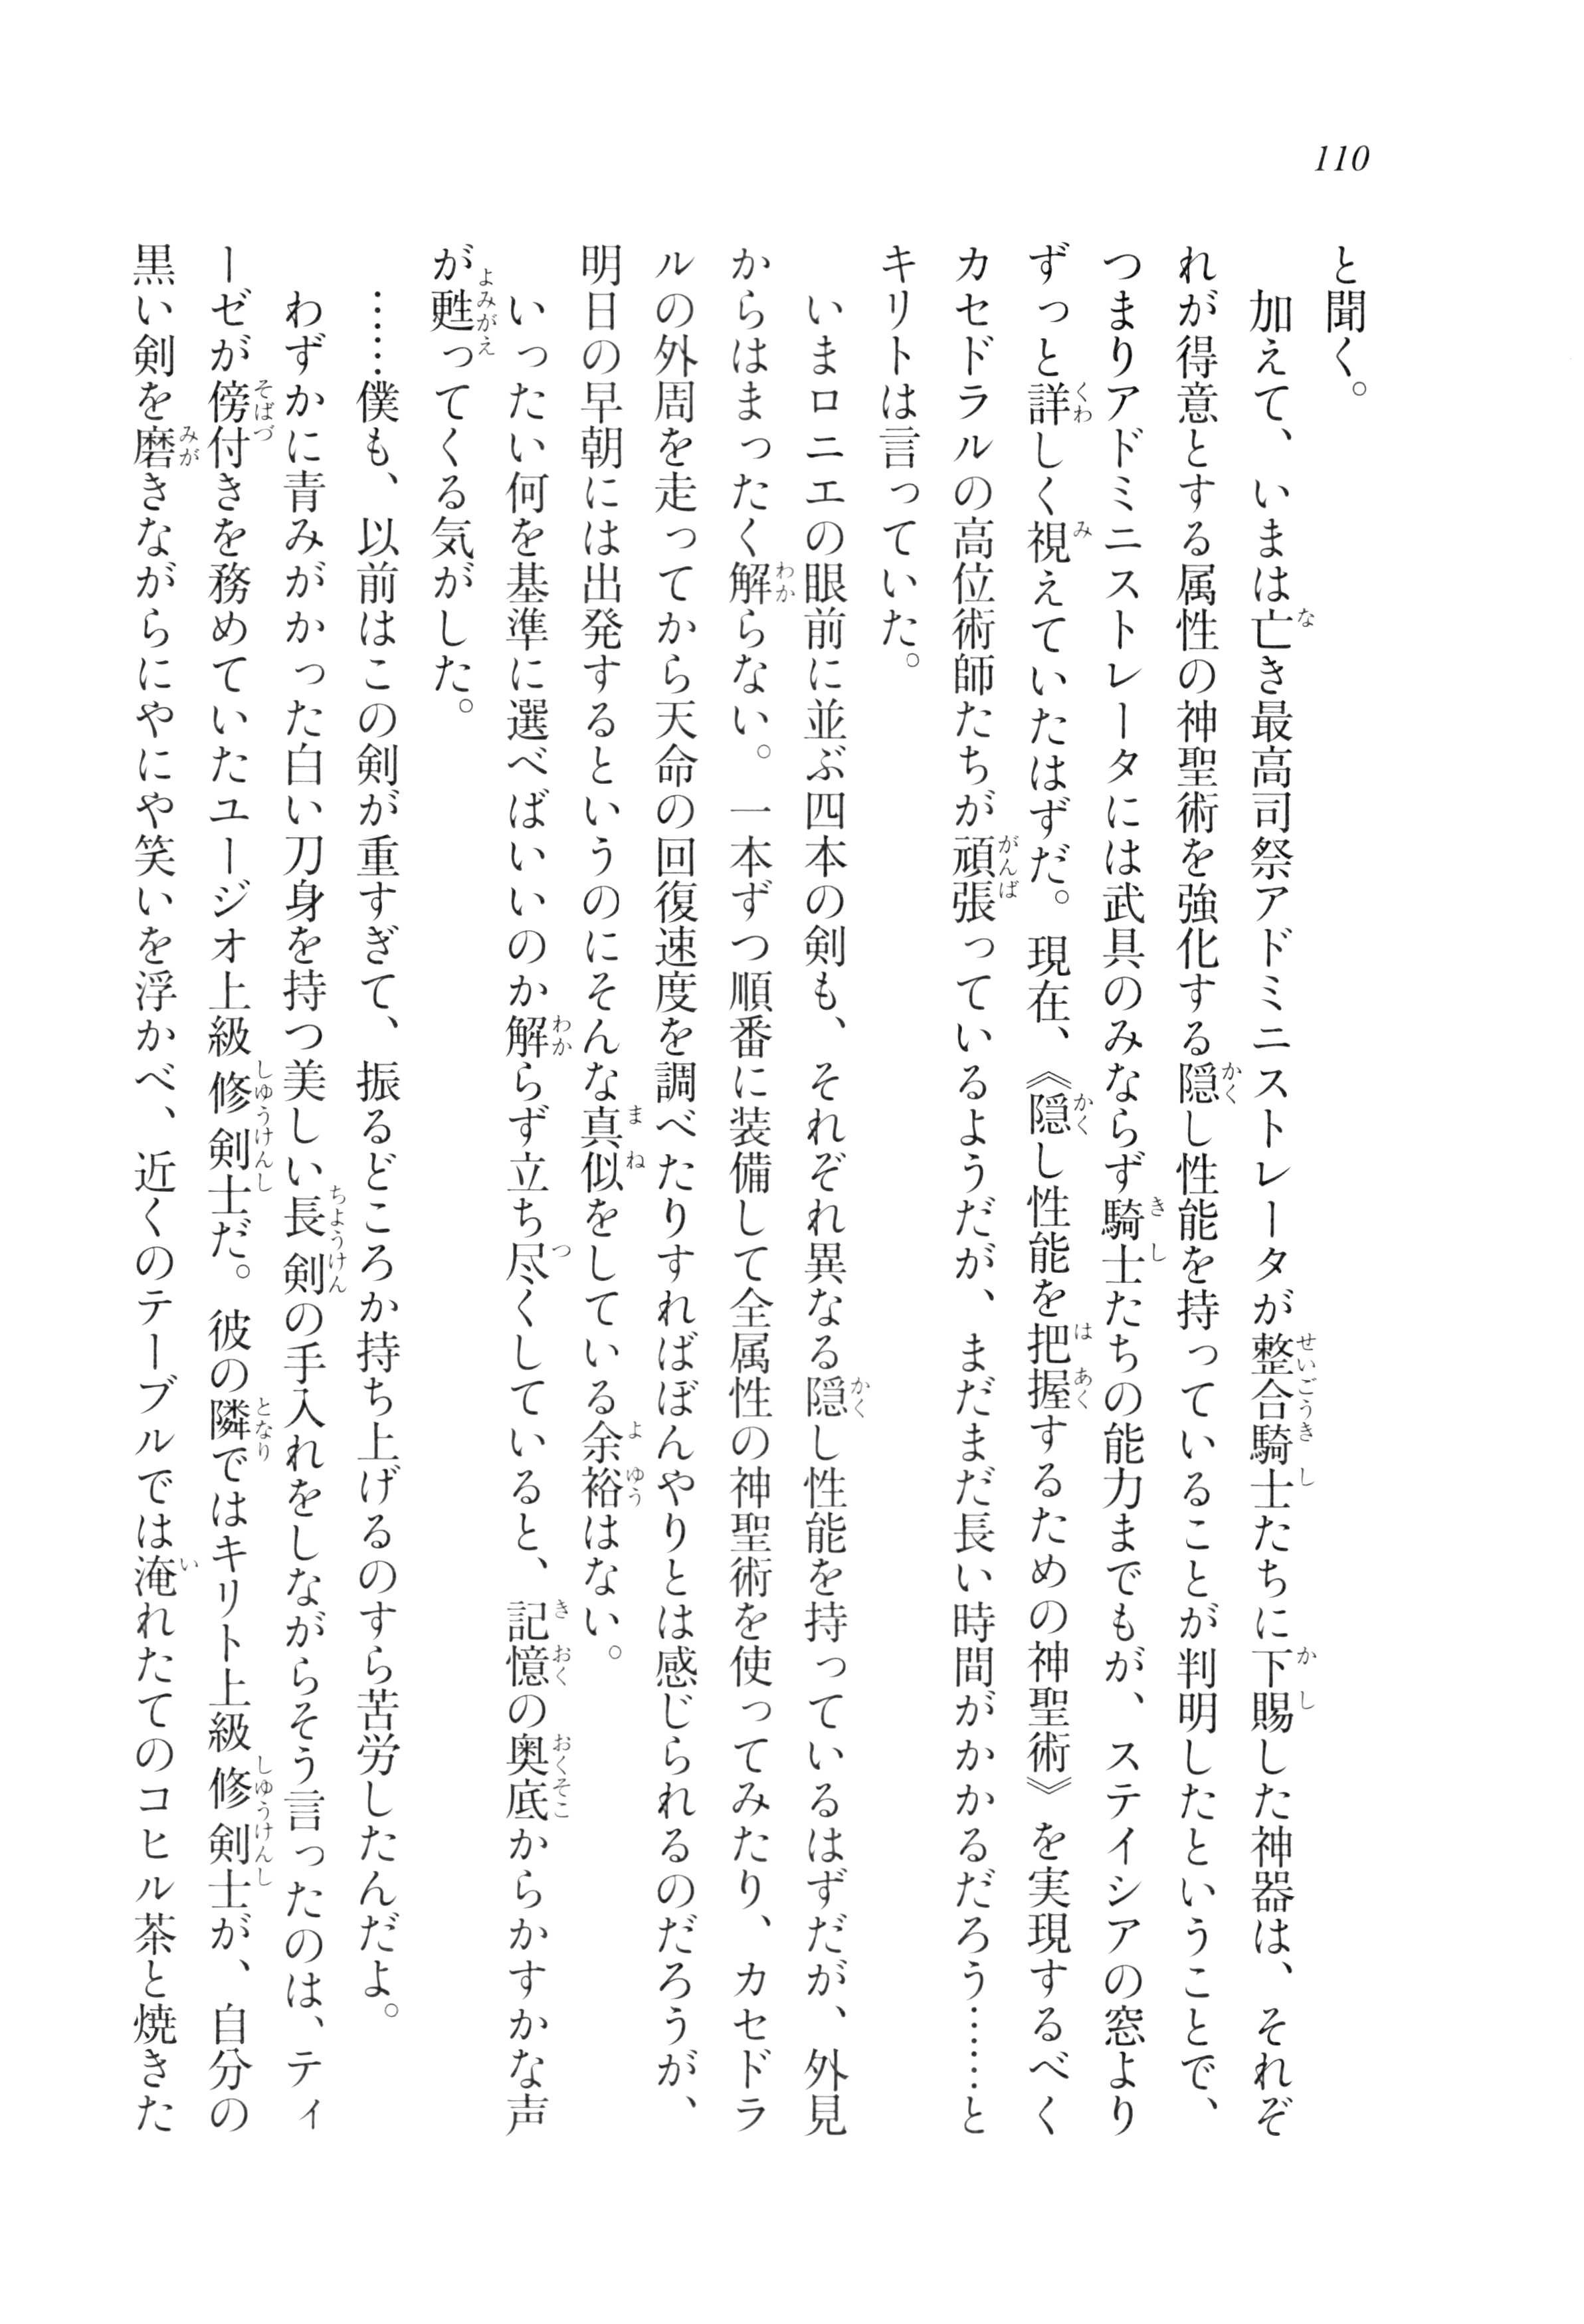 110
と聞く。
　加えて、いまは亡き最高司祭アドミニストレータが整合騎士たちに下賜した神器は、それぞ
れが得意とする属性の神聖術を強化する隠し性能を持っていることが判明したということで、
つまりアドミニストレータには武具のみならず騎士たちの能力までもが、ステイシアの窓より
ずっと詳しく視えていたはずだ。現在、《隠し性能を把握するための神聖術》を実現するべく
カセドラルの高位術師たちが頑張っているようだが、まだまだ長い時間がかかるだろう……と
キリトは言っていた。
　いまロニエの眼前に並ぶ四本の剣も、それぞれ異なる隠し性能を持っているはずだが、外見
からはまったく解らない。一本ずつ順番に装備して全属性の神聖術を使ってみたり、カセドラ
ルの外周を走ってから天命の回復速度を調べたりすればぼんやりとは感じられるのだろうが、
明日の早朝には出発するというのにそんな真似をしている余裕はない。
　いったい何を基準に選べばいいのか解らず立ち尽くしていると、記憶の奥底からかすかな声
が甦ってくる気がした。
　……僕も、以前はこの剣が重すぎて、振るどころか持ち上げるのすら苦労したんだよ。
　わずかに青みがかった白い刀身を持つ美しい長剣の手入れをしながらそう言ったのは、ティ
ーゼが傍付きを務めていたユージオ上級修剣士だ。彼の隣ではキリト上級修剣士が、自分の
黒い剣を磨きながらにやにや笑いを浮かべ、近くのテーブルでは淹れたてのコヒル茶と焼きた